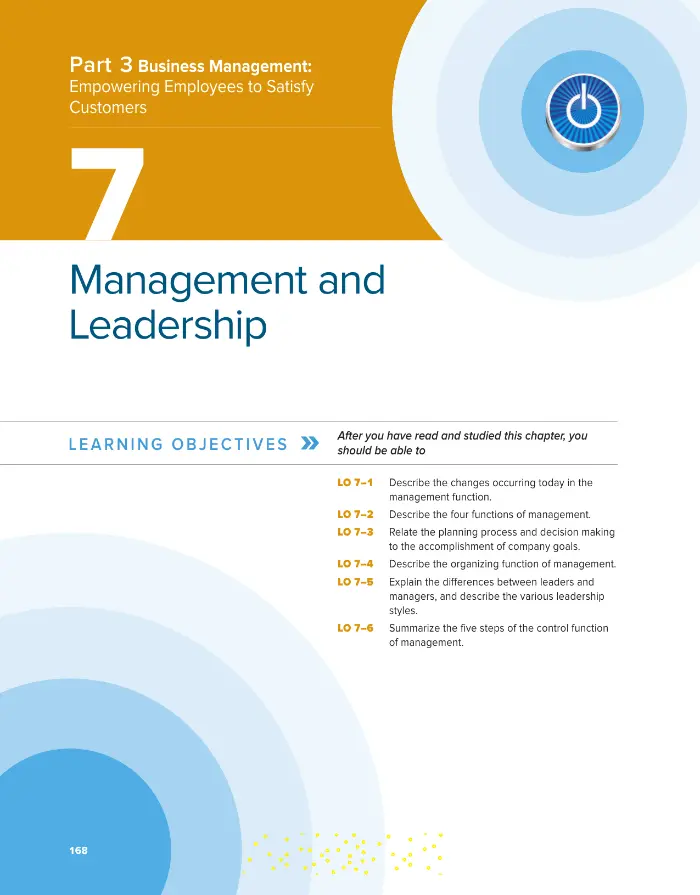 Part 3 Business Management:
Empowering Employees to Satisfy
Customers
7
Management and
Leadership
LEARNING OBJECTIVES »
After you have read and studied this chapter, you
should be able to
LO 7–1 Describe the changes occurring today in the
management function.
LO 7–2 Describe the four functions of management.
LO 7–3 Relate the planning process and decision making
to the accomplishment of company goals.
LO 7–4 Describe the organizing function of management.
LO 7–5 Explain the differences between leaders and
managers, and describe the various leadership
styles.
LO 7–6 Summarize the five steps of the control function
of management.
168